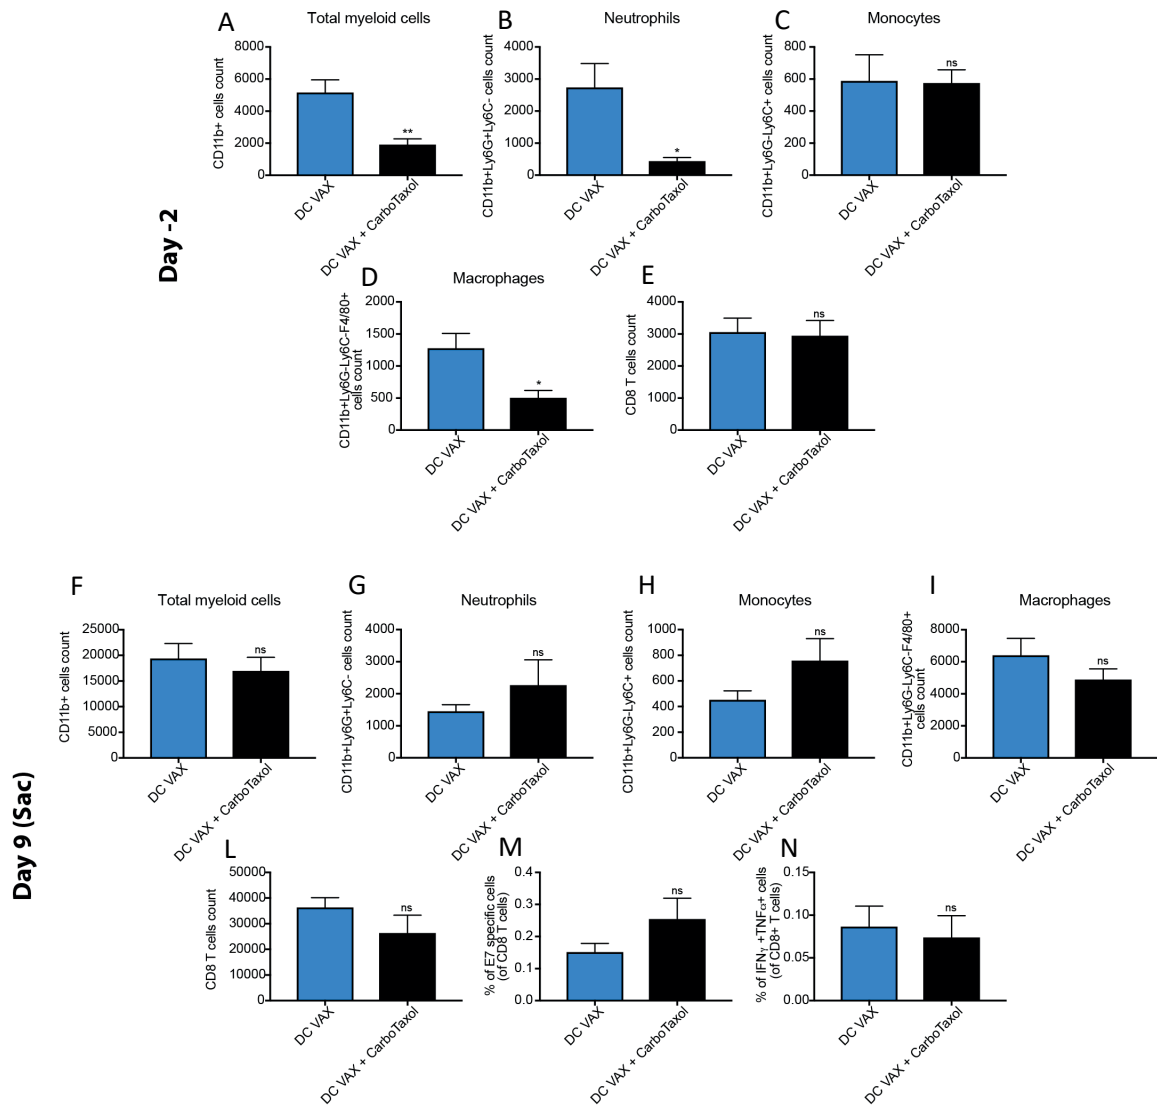 A
Total myeloid cells
CD11b+ cells count
8000
6000
4000
2000
0
**
DC VAX
DC VAX + CarboTaxol
B
Neutrophils
CD11b+Ly6G+Ly6C- cells count
4000
3000
2000
1000
0
*
DC VAX
DC VAX + CarboTaxol
C
Monocytes
CD11b+Ly6G-Ly6C+ cells count
800
600
400
200
0
ns
DC VAX
DC VAX + CarboTaxol
Day -2
D
Macrophages
CD11b+Ly6G-Ly6C-F4/80+
cells count
2000
1500
1000
500
0
*
DC VAX
DC VAX + CarboTaxol
E
CD8 T cells count
4000
3000
2000
1000
0
ns
DC VAX
DC VAX + CarboTaxol
F
Total myeloid cells
CD11b+ cells count
25000
20000
15000
10000
5000
0
ns
DC VAX
DC VAX + CarboTaxol
G
Neutrophils
CD11b+Ly6G+Ly6C- cells count
4000
3000
2000
1000
0
ns
DC VAX
DC VAX + CarboTaxol
H
Monocytes
CD11b+Ly6G-Ly6C+ cells count
1000
800
600
400
200
0
ns
DC VAX
DC VAX + CarboTaxol
I
Macrophages
CD11b+Ly6G-Ly6C-F4/80+
cells count
8000
6000
4000
2000
0
ns
DC VAX
DC VAX + CarboTaxol
Day 9 (Sac)
L
CD8 T cells count
50000
40000
30000
20000
10000
0
ns
DC VAX
DC VAX + CarboTaxol
M
% of E7 specific cells
(of CD8 T cells)
0.4
0.3
0.2
0.1
0.0
ns
DC VAX
DC VAX + CarboTaxol
N
% of IFNγ +TNFα+ cells
(of CD8+ T cells)
0.15
0.10
0.05
0.00
ns
DC VAX
DC VAX + CarboTaxol